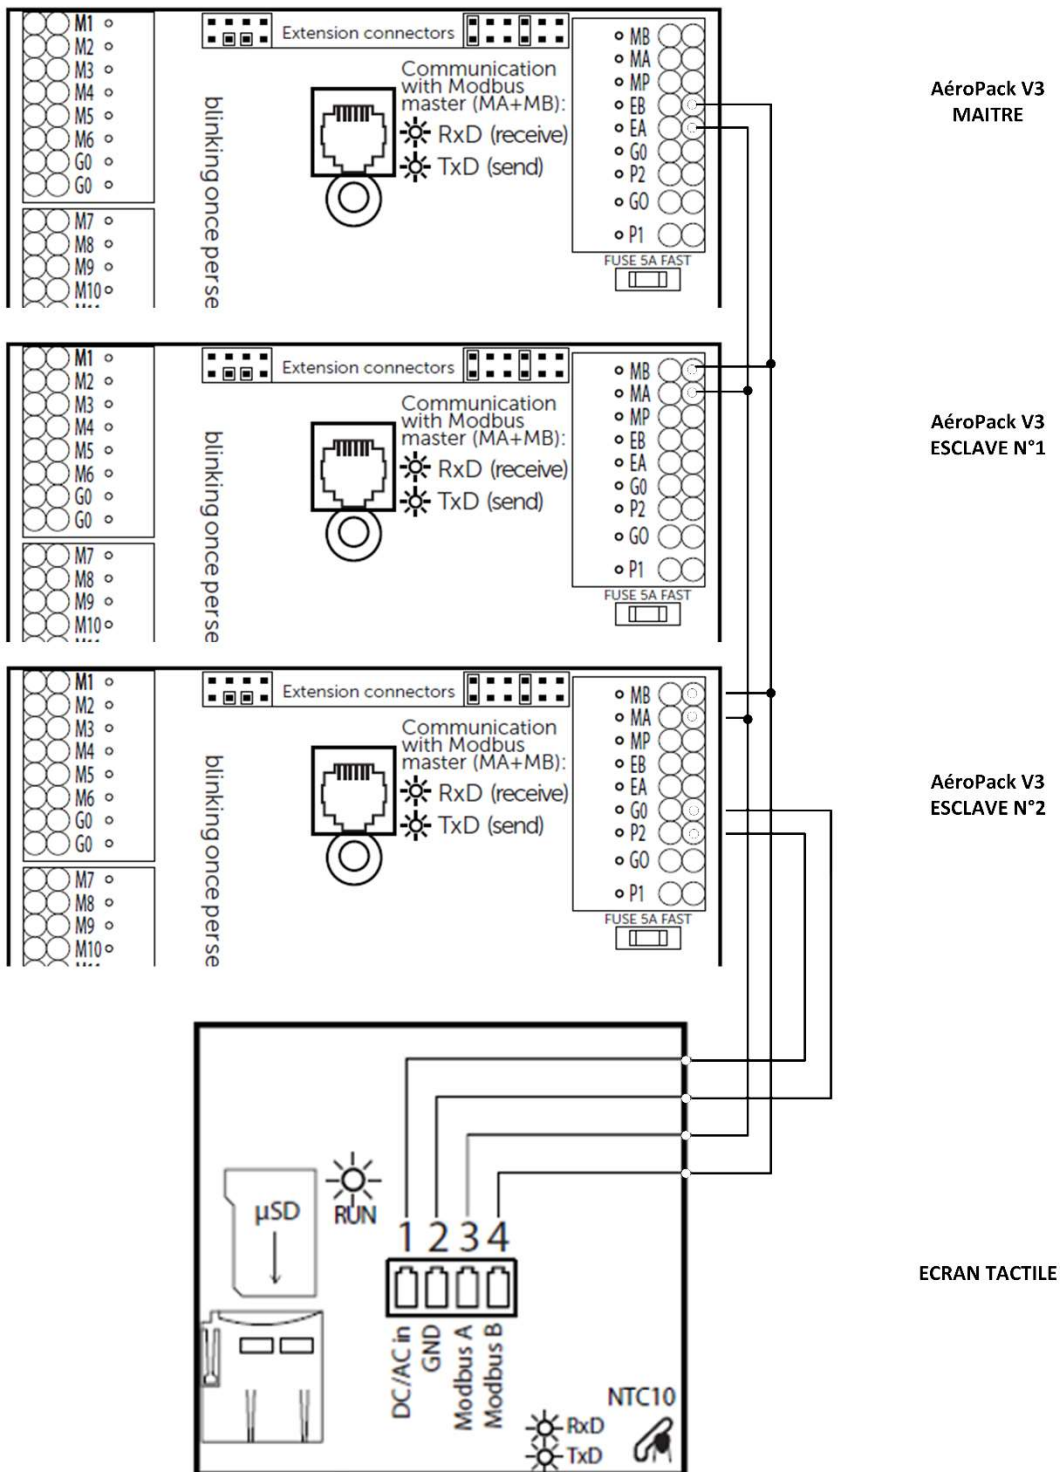 M1
M2
M3
M4
M5
M6
G0
G0
M7
M8
M9
M10
blinking once per se
Extension connectors
Communication
with Modbus
master (MA+MB):
RxD (receive)
TxD (send)
MB
MA
MP
EB
EA
G0
P2
GO
P1
FUSE 5A FAST
AéroPack V3
MAITRE
M1
M2
M3
M4
M5
M6
G0
G0
M7
M8
M9
M10
blinking once per se
Extension connectors
Communication
with Modbus
master (MA+MB):
RxD (receive)
TxD (send)
MB
MA
MP
EB
EA
G0
P2
GO
P1
FUSE 5A FAST
AéroPack V3
ESCLAVE N°1
M1
M2
M3
M4
M5
M6
G0
G0
M7
M8
M9
M10
blinking once per se
Extension connectors
Communication
with Modbus
master (MA+MB):
RxD (receive)
TxD (send)
MB
MA
MP
EB
EA
G0
P2
GO
P1
FUSE 5A FAST
AéroPack V3
ESCLAVE N°2
µSD
RUN
1 2 3 4
DC/AC in
GND
Modbus A
Modbus B
NTC10
RxD
TxD
ECRAN TACTILE